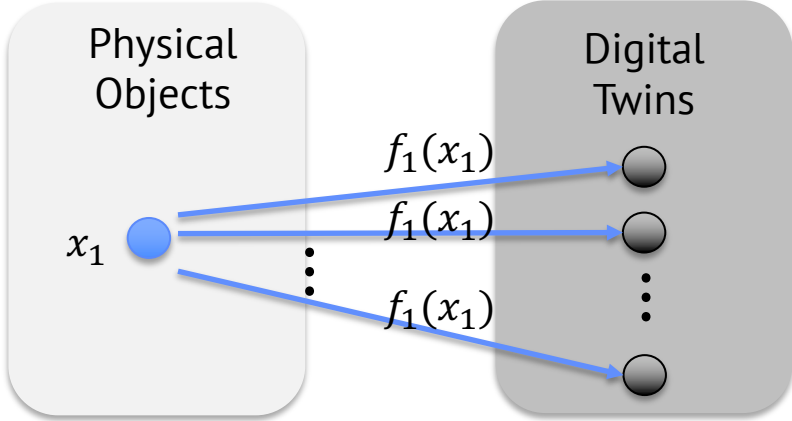 Physical
Objects
Digital
Twins
f₁(x₁)
f₁(x₁)
x₁
f₁(x₁)